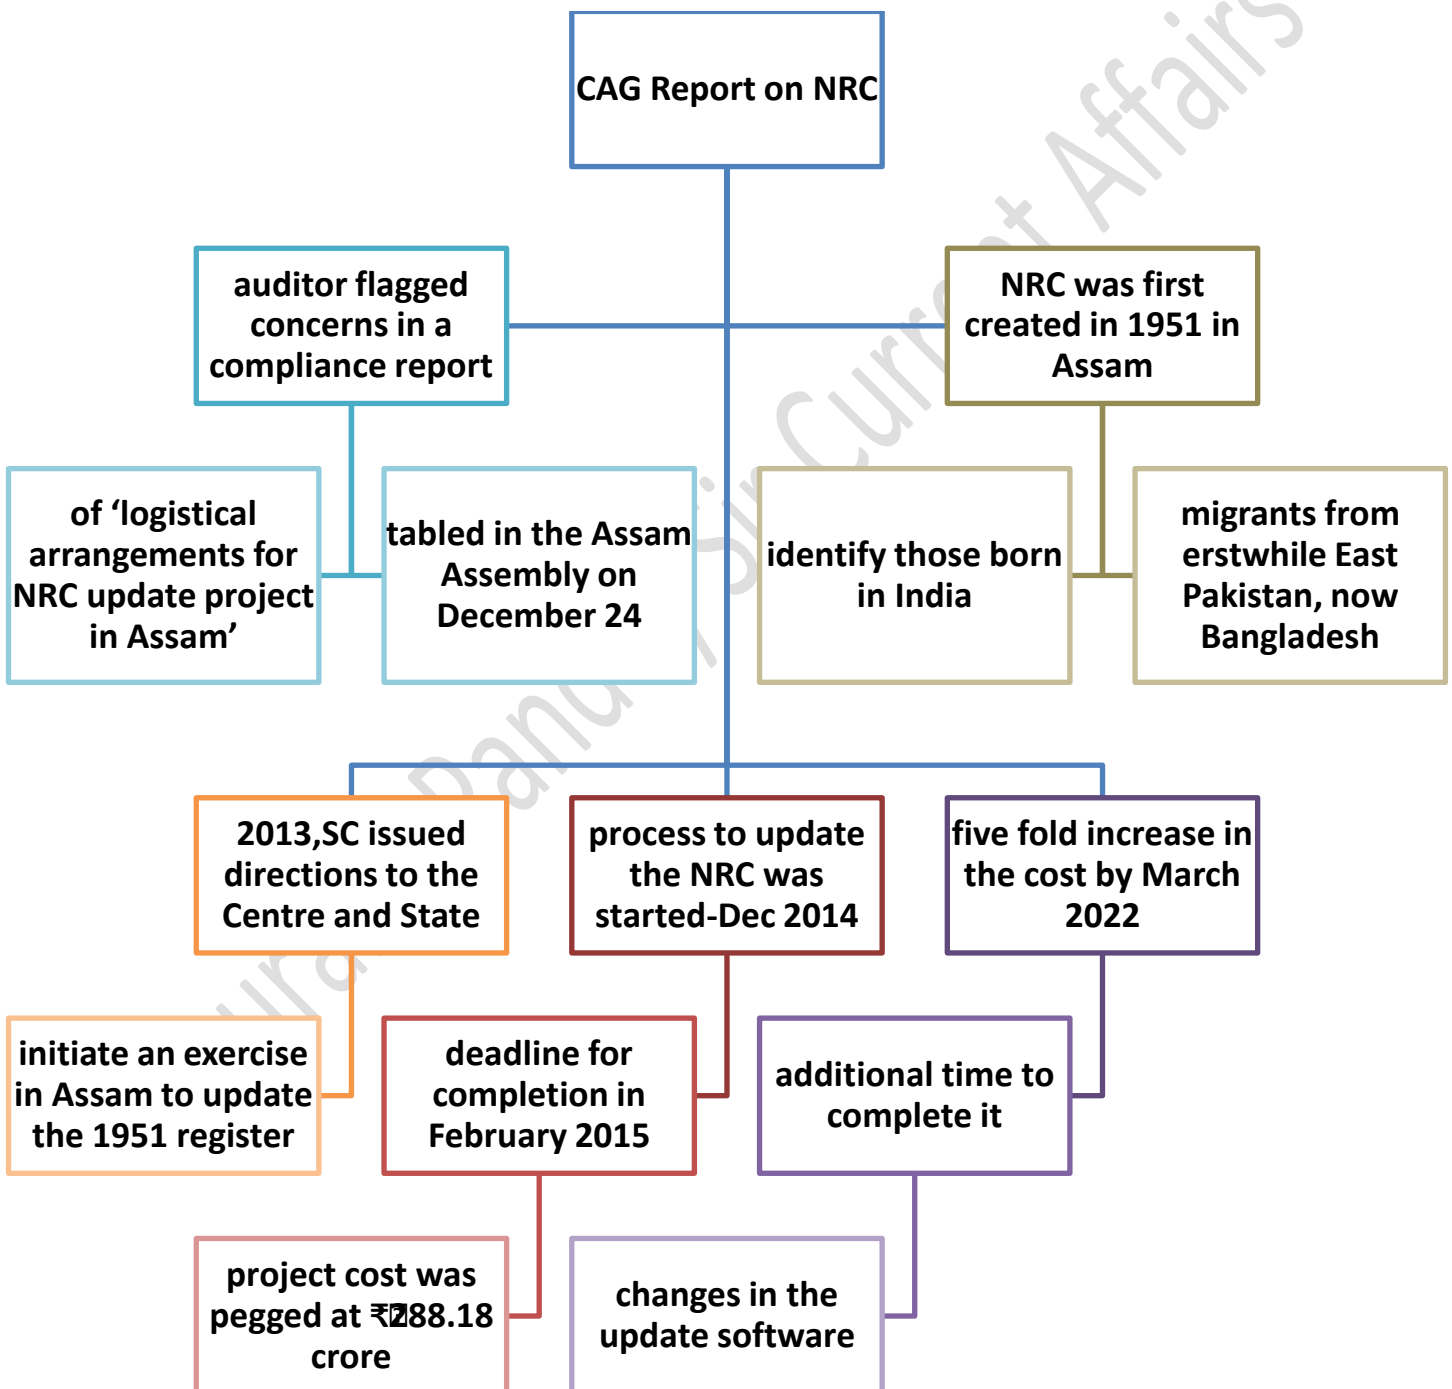 CAG Report on NRC
auditor flagged
concerns in a
compliance report
NRC was first
created in 1951 in
Assam
of ‘logistical
arrangements for
NRC update project
in Assam’
tabled in the Assam
Assembly on
December 24
identify those born
in India
migrants from
erstwhile East
Pakistan, now
Bangladesh
2013,SC issued
directions to the
Centre and State
process to update
the NRC was
started-Dec 2014
five fold increase in
the cost by March
2022
initiate an exercise
in Assam to update
the 1951 register
deadline for
completion in
February 2015
additional time to
complete it
project cost was
pegged at ₹288.18
crore
changes in the
update software
Sir Current Affairs